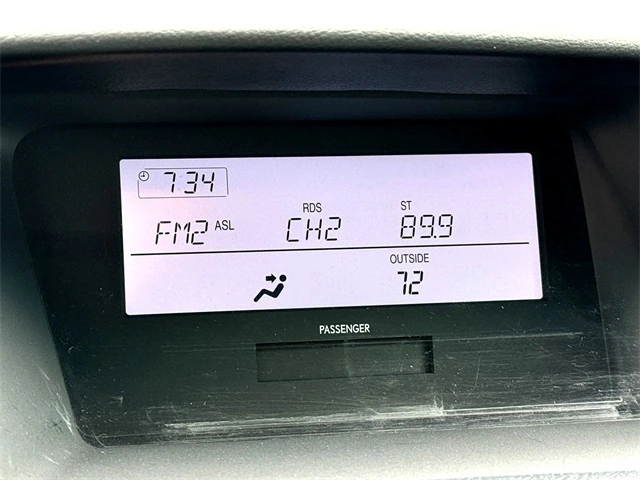 7:34
RDS ST
FM2 ASL CH2 89.9
OUTSIDE
72
PASSENGER